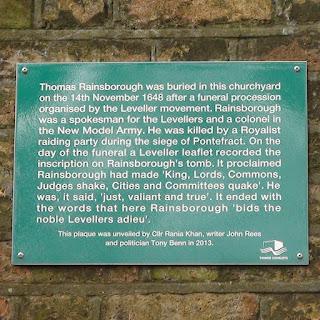 Thomas Rainsborough was buried in this churchyard
on the 14th November 1648 after a funeral procession
organised by the Leveller movement. Rainsborough
was a spokesman for the Levellers and a colonel in
the New Model Army. He was killed by a Royalist
raiding party during the siege of Pontefract. On the
day of the funeral a Leveller leaflet recorded the
inscription on Rainsborough's tomb. It proclaimed
Rainsborough had made 'King, Lords, Commons,
Judges shake, Cities and Committees quake'. He
was, it said, 'just, valiant and true'. It ended with
the words that here Rainsborough 'bids the
noble Levellers adieu'.
This plaque was unveiled by Cllr Rania Khan, writer John Rees
and politician Tony Benn in 2013.
TOWER HAMLETS